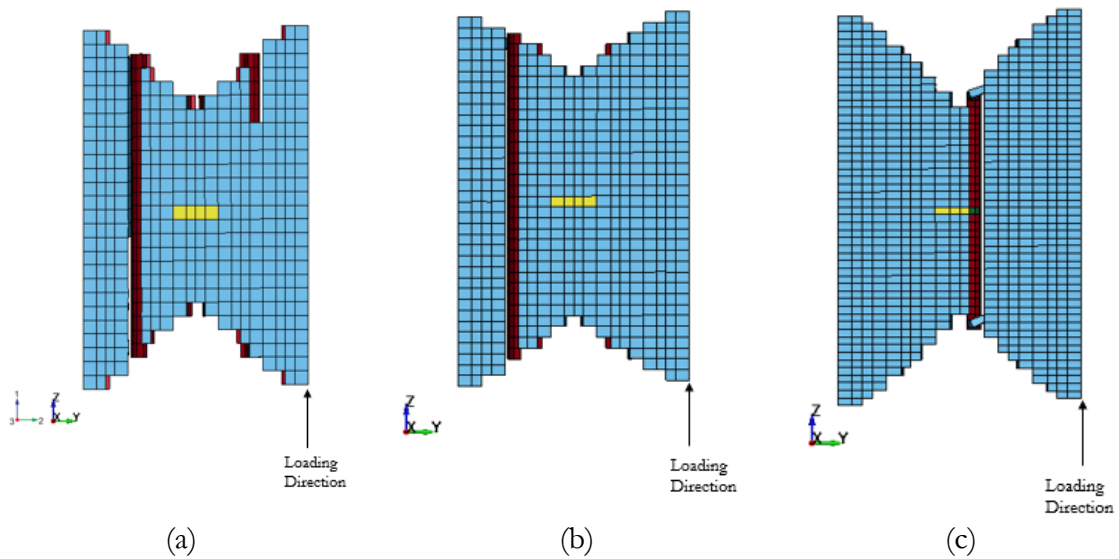 1
3
2
Z
X
Y
Loading
Direction
(a)
Z
X
Y
Loading
Direction
(b)
Z
X
Y
Loading
Direction
(c)